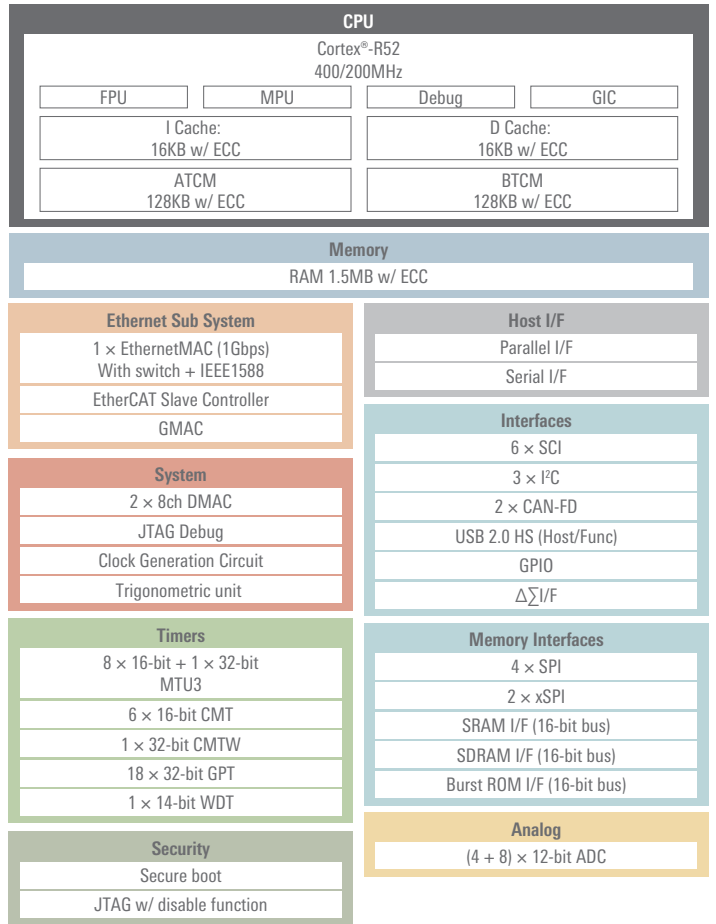 CPU
Cortex®-R52
400/200MHz
FPU
MPU
Debug
GIC
I Cache:
16KB w/ ECC
D Cache:
16KB w/ ECC
ATCM
128KB w/ ECC
BTCM
128KB w/ ECC
Memory
RAM 1.5MB w/ ECC
Ethernet Sub System
1 × EthernetMAC (1Gbps)
With switch + IEEE1588
EtherCAT Slave Controller
GMAC
System
2 × 8ch DMAC
JTAG Debug
Clock Generation Circuit
Trigonometric unit
Timers
8 × 16-bit + 1 × 32-bit
MTU3
6 × 16-bit CMT
1 × 32-bit CMTW
18 × 32-bit GPT
1 × 14-bit WDT
Security
Secure boot
JTAG w/ disable function
Host I/F
Parallel I/F
Serial I/F
Interfaces
6 × SCI
3 × I²C
2 × CAN-FD
USB 2.0 HS (Host/Func)
GPIO
Δ∑I/F
Memory Interfaces
4 × SPI
2 × xSPI
SRAM I/F (16-bit bus)
SDRAM I/F (16-bit bus)
Burst ROM I/F (16-bit bus)
Analog
(4 + 8) × 12-bit ADC